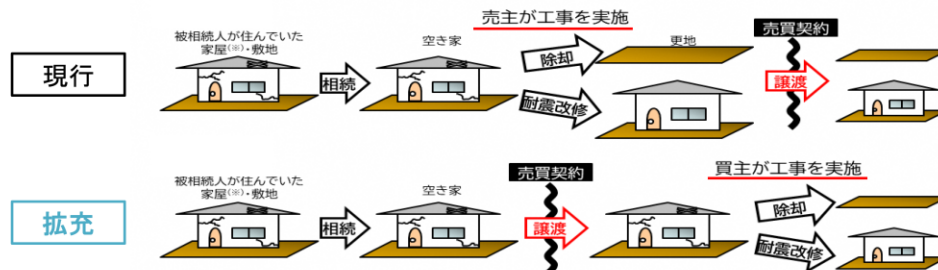 現行
被相続人が住んでいた
家屋(※)・敷地
相続
空き家
売主が工事を実施
除却
耐震改修
更地
売買契約
譲渡
拡充
被相続人が住んでいた
家屋(※)・敷地
相続
空き家
売買契約
譲渡
買主が工事を実施
除却
耐震改修